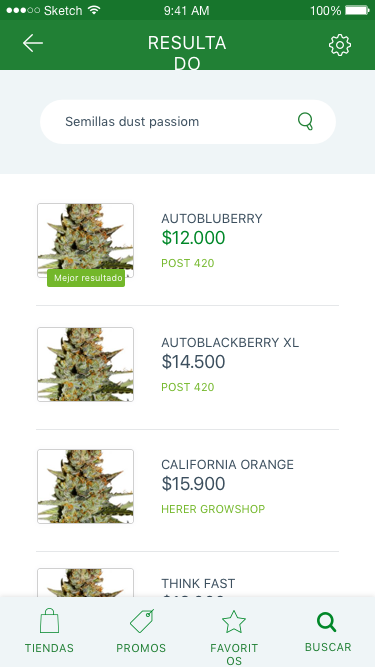 Sketch 9:41 AM 100%
RESULTA
DO
Semillas dust passiom
AUTOBLUBERRY
$12.000
POST 420
Mejor resultado
AUTOBLACKBERRY XL
$14.500
POST 420
CALIFORNIA ORANGE
$15.900
HERER GROWSHOP
THINK FAST
TIENDAS PROMOS FAVORIT
OS BUSCAR